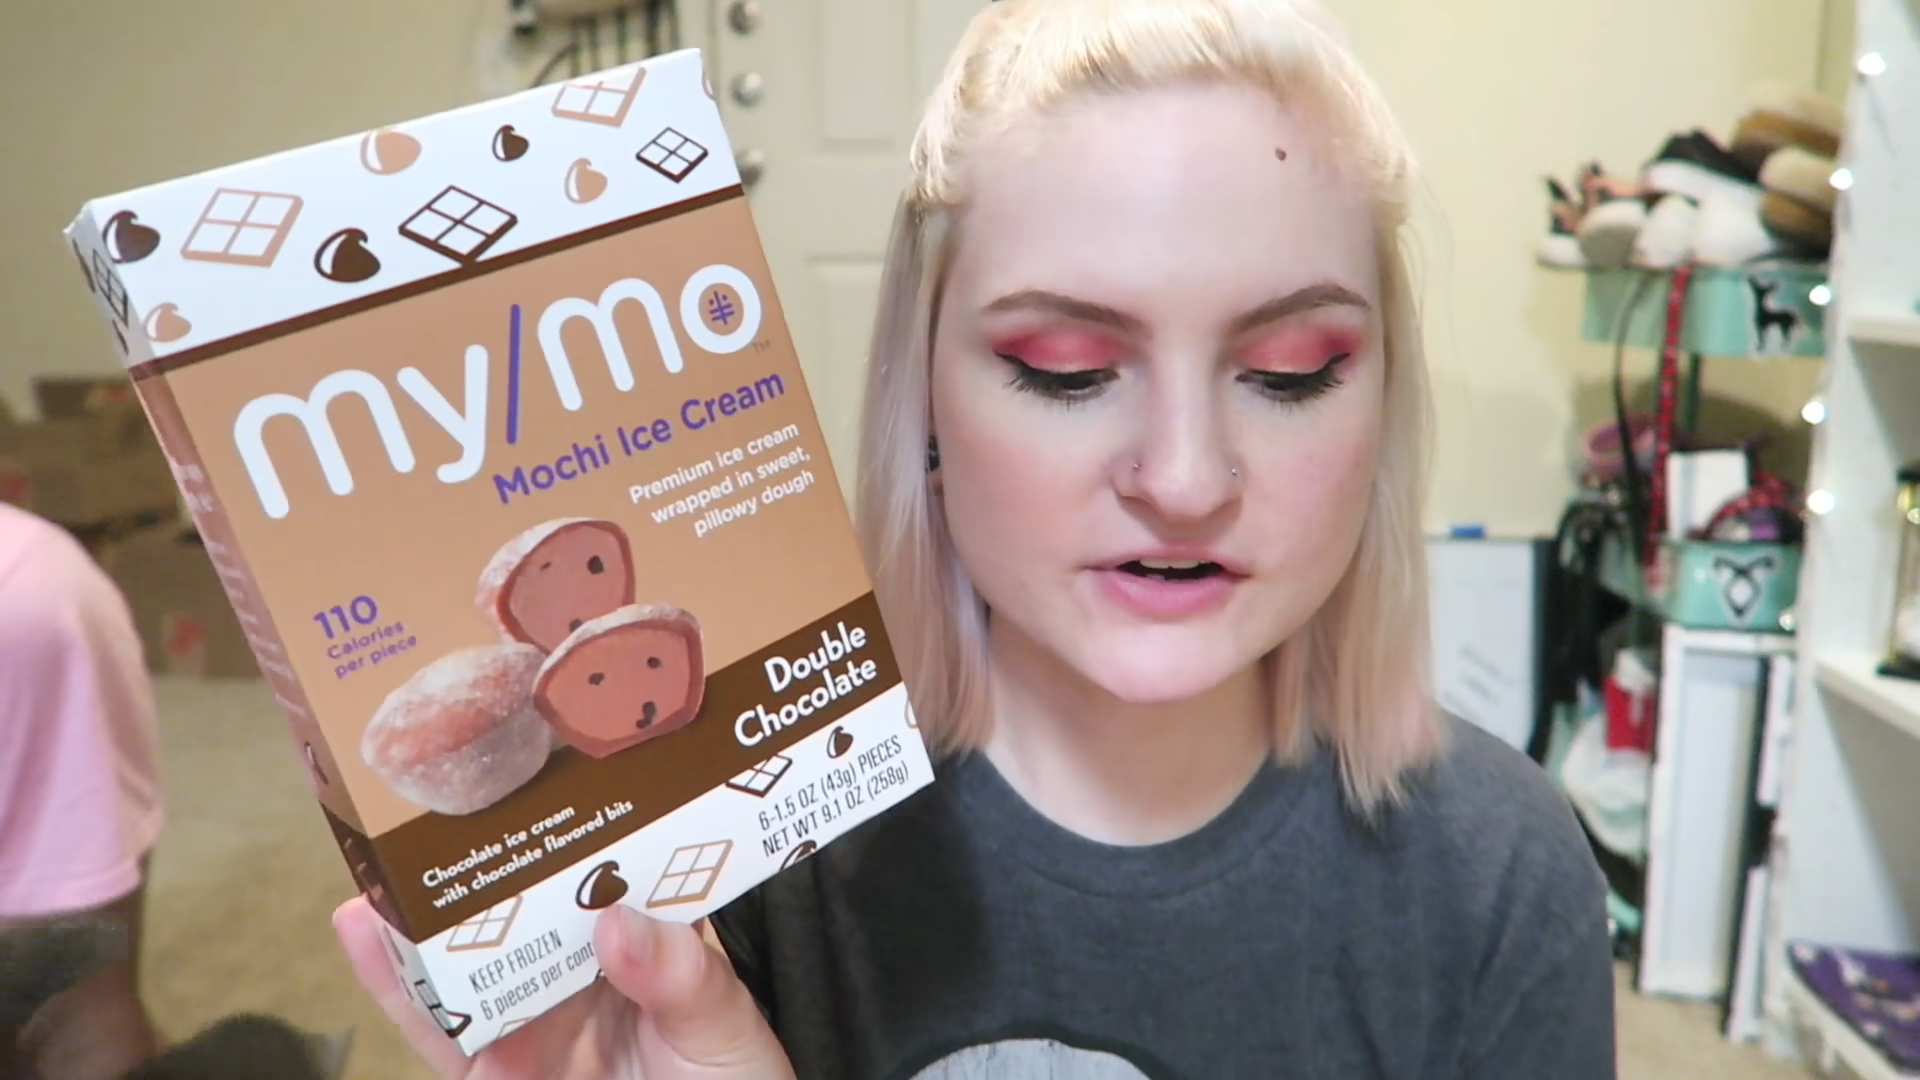 my/mo
TM
Mochi Ice Cream
Premium ice cream
wrapped in sweet,
pillowy dough
110
Calories
per piece
Double
Chocolate
Chocolate ice cream
with chocolate flavored bits
6-1.5 OZ (43g) PIECES
NET WT 9.1 OZ (258g)
KEEP FROZEN
6 pieces per